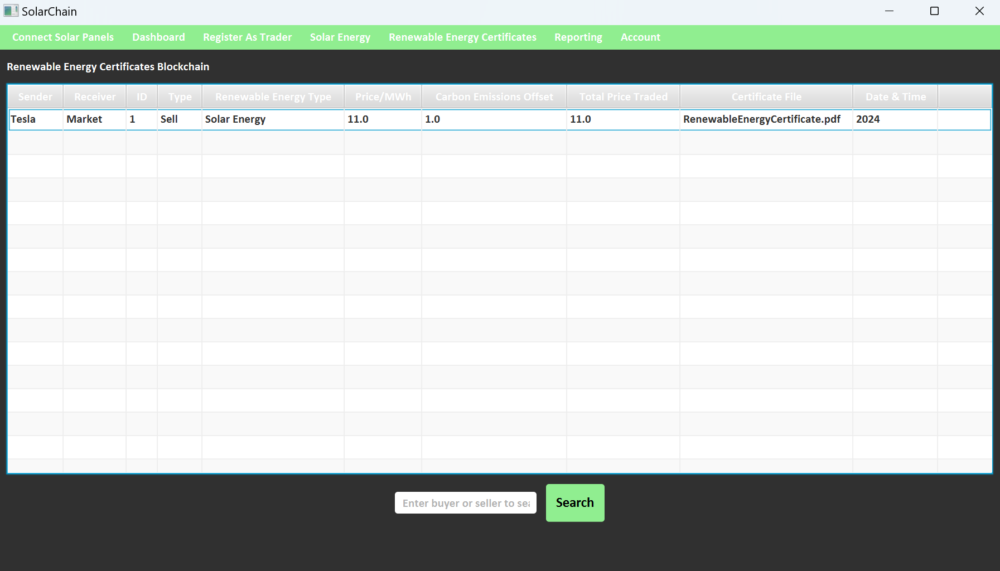 SolarChain
Connect Solar Panels Dashboard Register As Trader Solar Energy Renewable Energy Certificates Reporting Account
Renewable Energy Certificates Blockchain
Sender Receiver ID Type Renewable Energy Type Price/MWh Carbon Emissions Offset Total Price Traded Certificate File Date & Time
Tesla Market 1 Sell Solar Energy 11.0 1.0 11.0 RenewableEnergyCertificate.pdf 2024
Enter buyer or seller to sea
Search